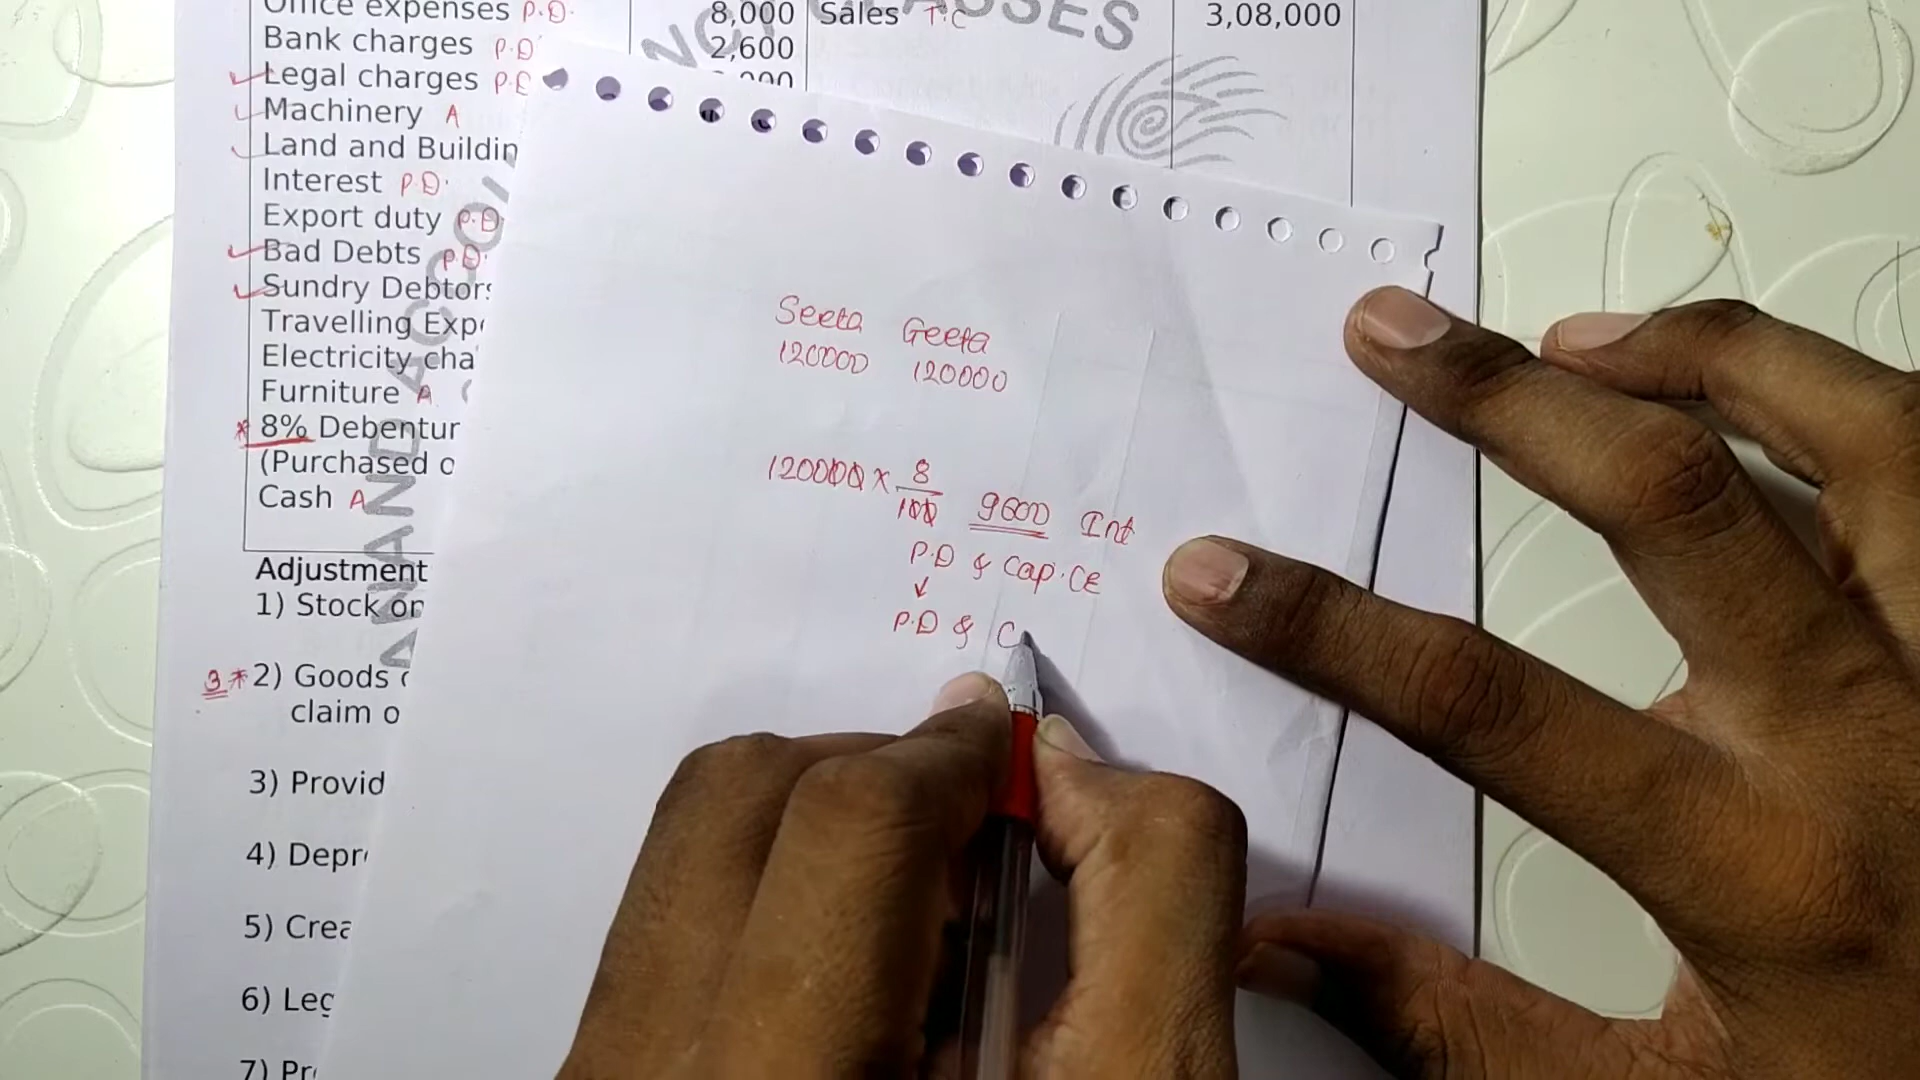 Office expenses P.D. 8,000 Sales T.C 3,08,000
Bank charges P.D 2,600
Legal charges
Machinery A
Land and Buildin
Interest P.D.
Export duty P.D
Bad Debts P.D.
Sundry Debtors
Travelling Exp
Electricity cha
Furniture A
* 8% Debentur
(Purchased o
Cash A
Adjustment
1) Stock on
3 * 2) Goods
claim o
3) Provid
4) Depr
5) Crea
6) Leg
7) Pr
ANAND ACCOU
Seeta Geeta
120000 120000
120000 x 8/100 9600 Int
P.D & Cap.CE
↓
P.D & C